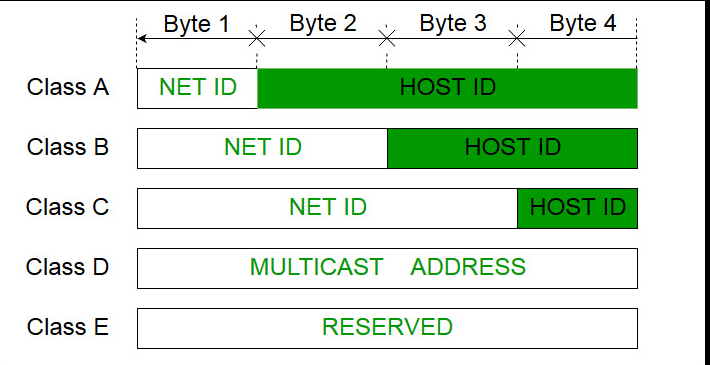 Byte 1 Byte 2 Byte 3 Byte 4
Class A NET ID HOST ID
Class B NET ID HOST ID
Class C NET ID HOST ID
Class D MULTICAST ADDRESS
Class E RESERVED